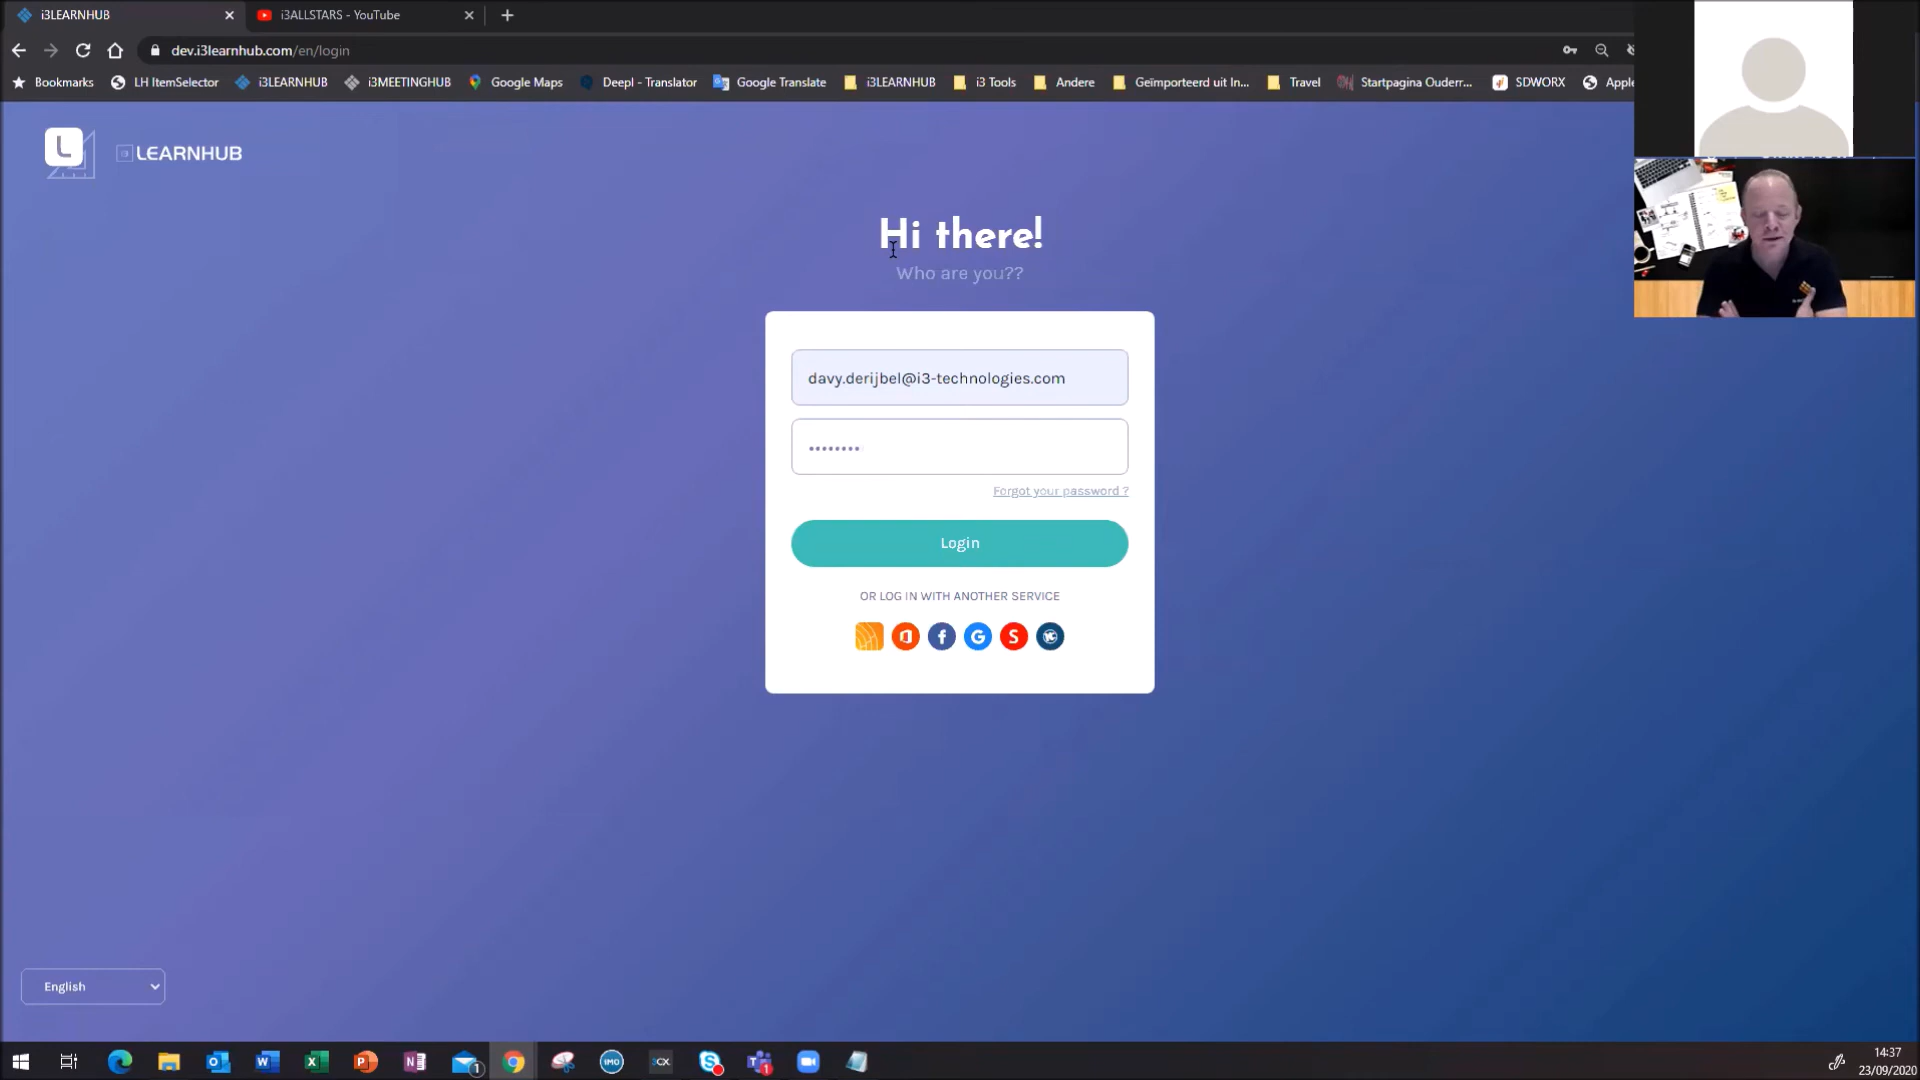 i3LEARNHUB
i3ALLSTARS - YouTube
dev.i3learnhub.com/en/login
Bookmarks LH ItemSelector i3LEARNHUB i3MEETINGHUB Google Maps Deepl - Translator Google Translate i3LEARNHUB i3 Tools Andere Geïmporteerd uit In... Travel Startpagina Ouderr... SDWORX Apple
L LEARNHUB
Hi there!
Who are you??
davy.derijbel@i3-technologies.com
••••••••
Forgot your password ?
Login
OR LOG IN WITH ANOTHER SERVICE
English
14:37
23/09/2020